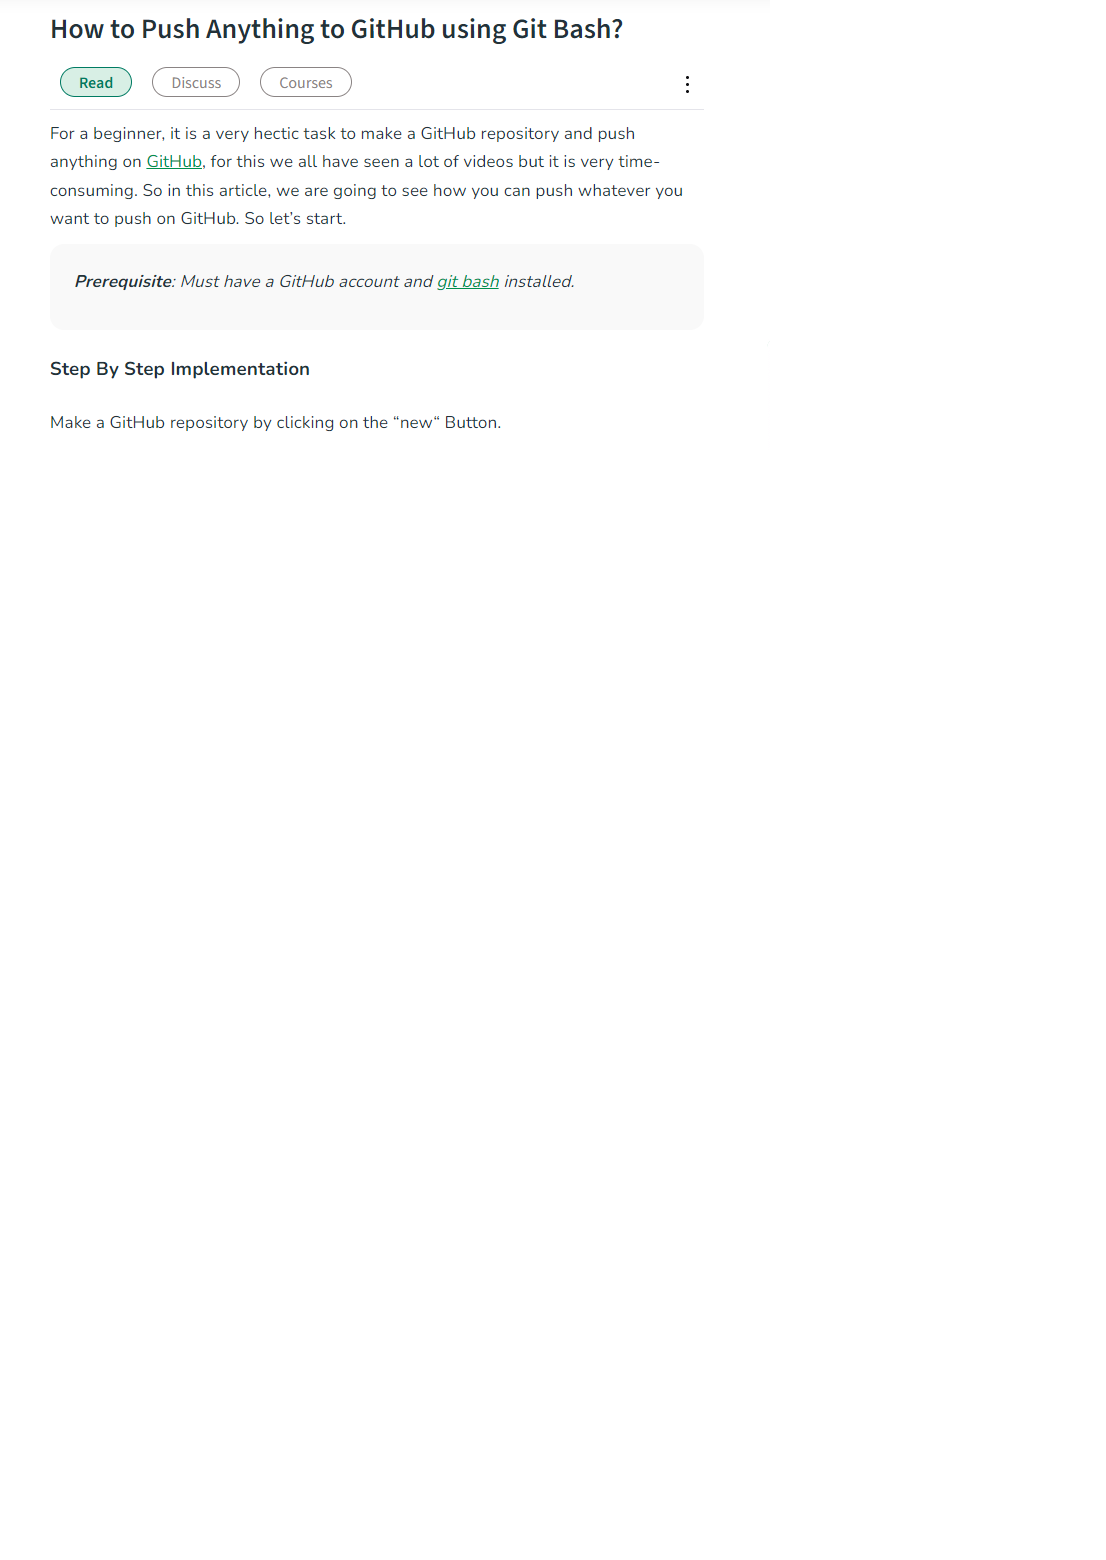 How to Push Anything to GitHub using Git Bash?
Read
Discuss
Courses
For a beginner, it is a very hectic task to make a GitHub repository and push
anything on GitHub, for this we all have seen a lot of videos but it is very time-
consuming. So in this article, we are going to see how you can push whatever you
want to push on GitHub. So let’s start.
Prerequisite: Must have a GitHub account and git bash installed.
Step By Step Implementation
Make a GitHub repository by clicking on the “new“ Button.